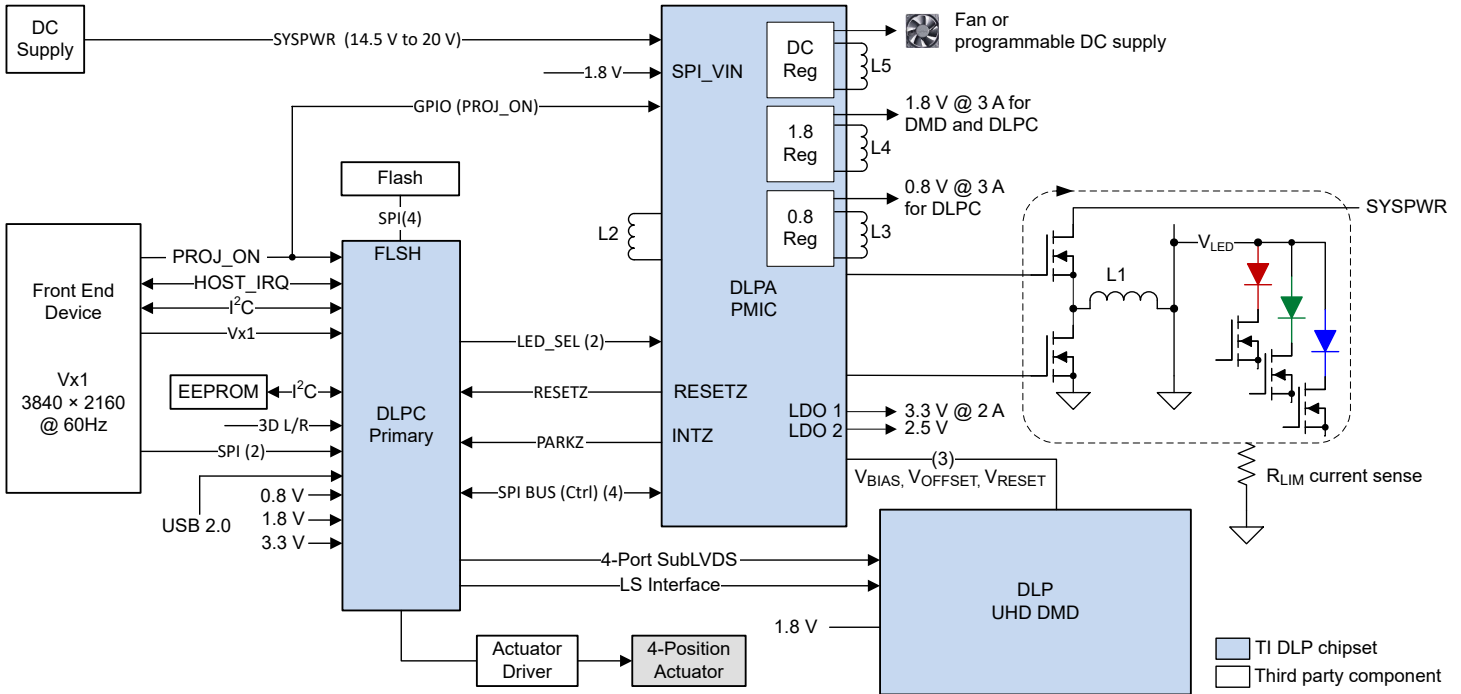 DC
Supply
SYSPWR (14.5 V to 20 V)
1.8 V
SPI_VIN
GPIO (PROJ_ON)
DC
Reg
L5
Fan or
programmable DC supply
1.8
Reg
L4
1.8 V @ 3 A for
DMD and DLPC
0.8
Reg
L3
0.8 V @ 3 A
for DLPC
L2
DLPA
PMIC
Flash
SPI(4)
FLSH
Front End
Device
Vx1
3840 × 2160
@ 60Hz
PROJ_ON
HOST_IRQ
I²C
Vx1
EEPROM
I²C
3D L/R
SPI (2)
USB 2.0
0.8 V
1.8 V
3.3 V
DLPC
Primary
LED_SEL (2)
RESETZ
RESETZ
PARKZ
INTZ
SPI BUS (Ctrl) (4)
LDO 1
3.3 V @ 2 A
LDO 2
2.5 V
(3)
VBIAS, VOFFSET, VRESET
SYSPWR
L1
VLED
RLIM current sense
4-Port SubLVDS
LS Interface
DLP
UHD DMD
1.8 V
Actuator
Driver
4-Position
Actuator
TI DLP chipset
Third party component